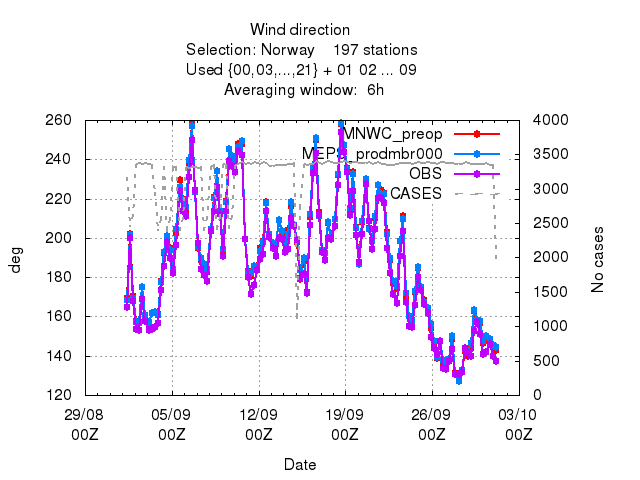 Wind direction
Selection: Norway 197 stations
Used {00,03,...,21} + 01 02 ... 09
Averaging window: 6h
260
240
220
200
180
160
140
120
deg
4000
3500
3000
2500
2000
1500
1000
500
0
No cases
MNWC_preop
MEPS_prodmbr000
OBS
CASES
29/08 05/09 12/09 19/09 26/09 03/10
00Z 00Z 00Z 00Z 00Z 00Z
Date